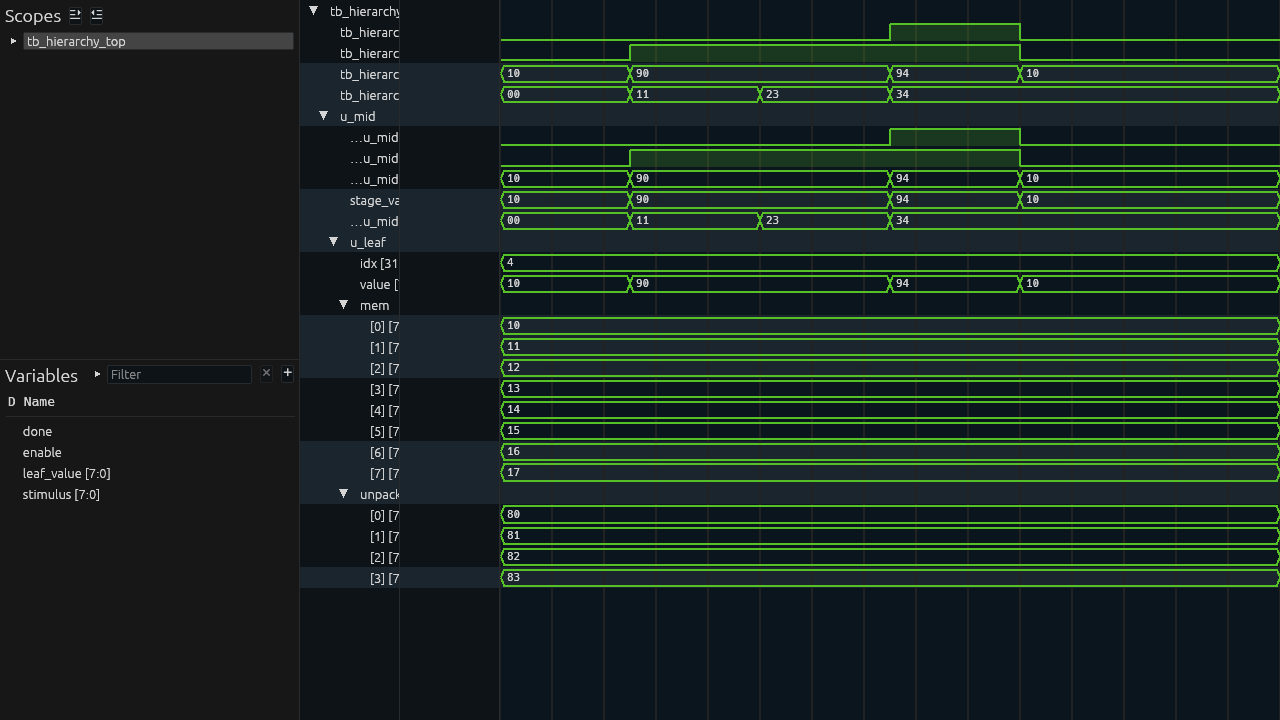 Scopes
tb_hierarchy_top
Variables
Filter
D Name
done
enable
leaf_value [7:0]
stimulus [7:0]
tb_hierarchy
tb_hierarc
tb_hierarc
tb_hierarc 10 90 94 10
tb_hierarc 00 11 23 34
u_mid
...u_mid
...u_mid
...u_mid 10 90 94 10
stage_va 10 90 94 10
...u_mid 00 11 23 34
u_leaf
idx [31 4
value [ 10 90 94 10
mem
[0] [7 10
[1] [7 11
[2] [7 12
[3] [7 13
[4] [7 14
[5] [7 15
[6] [7 16
[7] [7 17
unpack
[0] [7 80
[1] [7 81
[2] [7 82
[3] [7 83